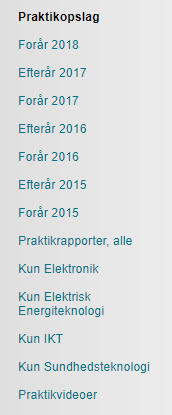 Praktikopslag
Forår 2018
Efterår 2017
Forår 2017
Efterår 2016
Forår 2016
Efterår 2015
Forår 2015
Praktikrapporter, alle
Kun Elektronik
Kun Elektrisk
Energiteknologi
Kun IKT
Kun Sundhedsteknologi
Praktikvideoer